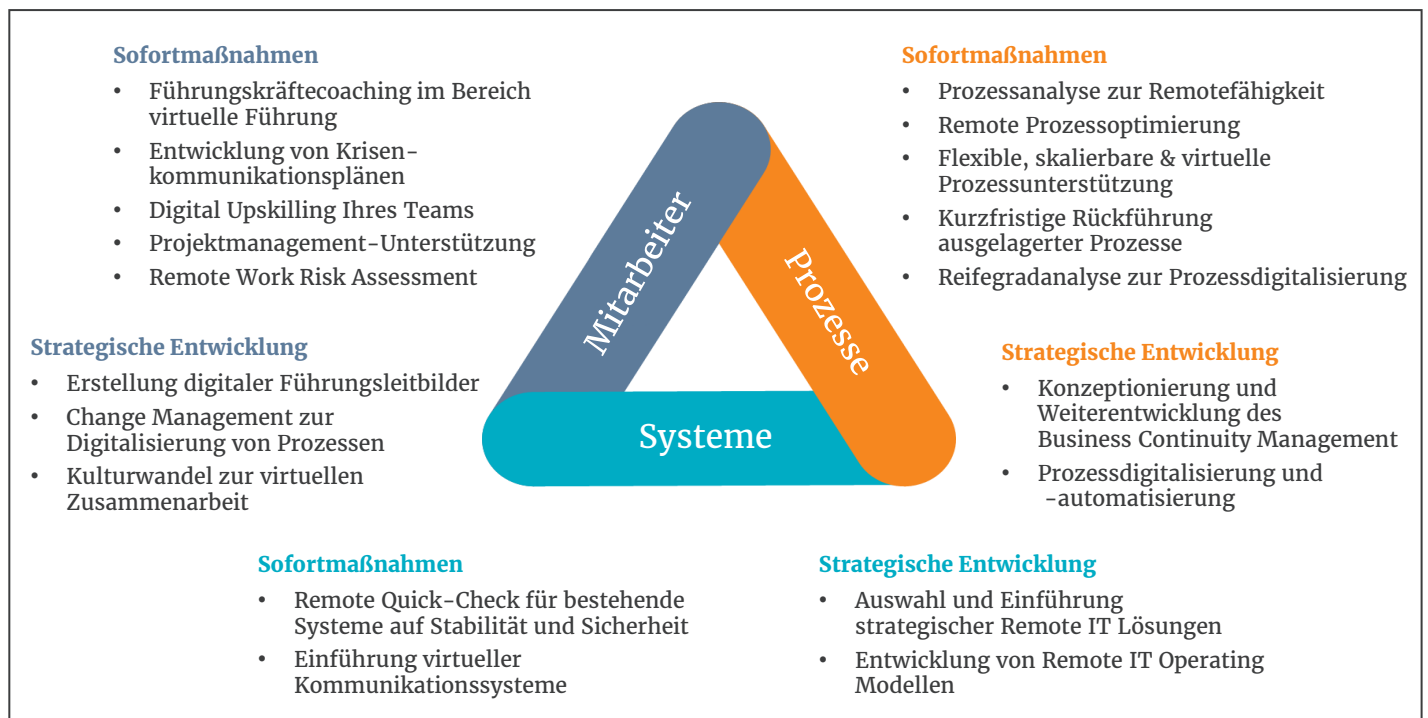 Sofortmaßnahmen
• Führungskräftecoaching im Bereich
virtuelle Führung
• Entwicklung von Krisen-
kommunikationsplänen
• Digital Upskilling Ihres Teams
• Projektmanagement-Unterstützung
• Remote Work Risk Assessment
Strategische Entwicklung
• Erstellung digitaler Führungsleitbilder
• Change Management zur
Digitalisierung von Prozessen
• Kulturwandel zur virtuellen
Zusammenarbeit
Mitarbeiter
Prozesse
Systeme
Sofortmaßnahmen
• Prozessanalyse zur Remotefähigkeit
• Remote Prozessoptimierung
• Flexible, skalierbare & virtuelle
Prozessunterstützung
• Kurzfristige Rückführung
ausgelagerter Prozesse
• Reifegradanalyse zur Prozessdigitalisierung
Strategische Entwicklung
• Konzeptionierung und
Weiterentwicklung des
Business Continuity Management
• Prozessdigitalisierung und
-automatisierung
Sofortmaßnahmen
• Remote Quick-Check für bestehende
Systeme auf Stabilität und Sicherheit
• Einführung virtueller
Kommunikationssysteme
Strategische Entwicklung
• Auswahl und Einführung
strategischer Remote IT Lösungen
• Entwicklung von Remote IT Operating
Modellen